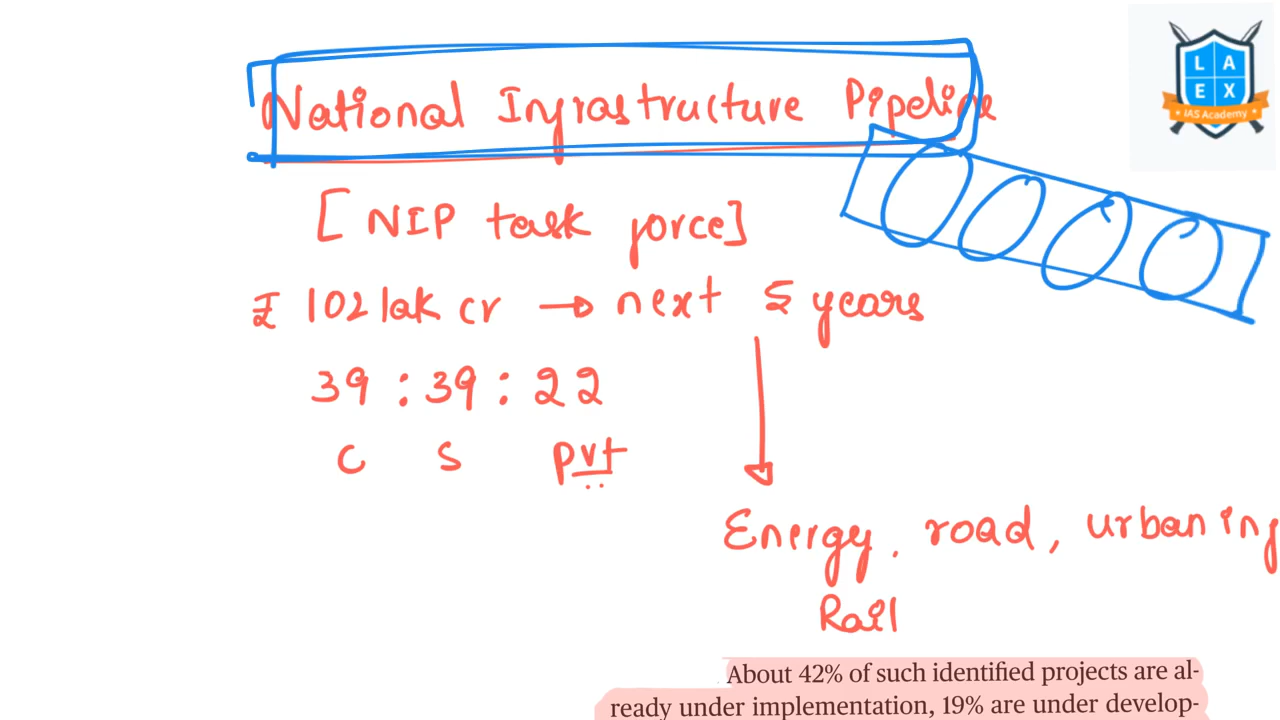 National Infrastructure Pipeline
[NIP task force]
₹ 102 lak cr → next 5 years
39 : 39 : 22
C S pvt
Energy, road, urban inf
Rail
About 42% of such identified projects are al-
ready under implementation, 19% are under develop-
L A
E X
IAS Academy